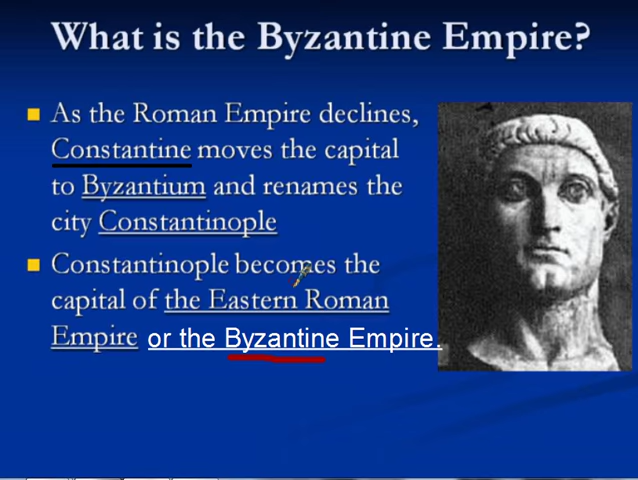 What is the Byzantine Empire?
As the Roman Empire declines,
Constantine moves the capital
to Byzantium and renames the
city Constantinople
Constantinople becomes the
capital of the Eastern Roman
Empire or the Byzantine Empire.